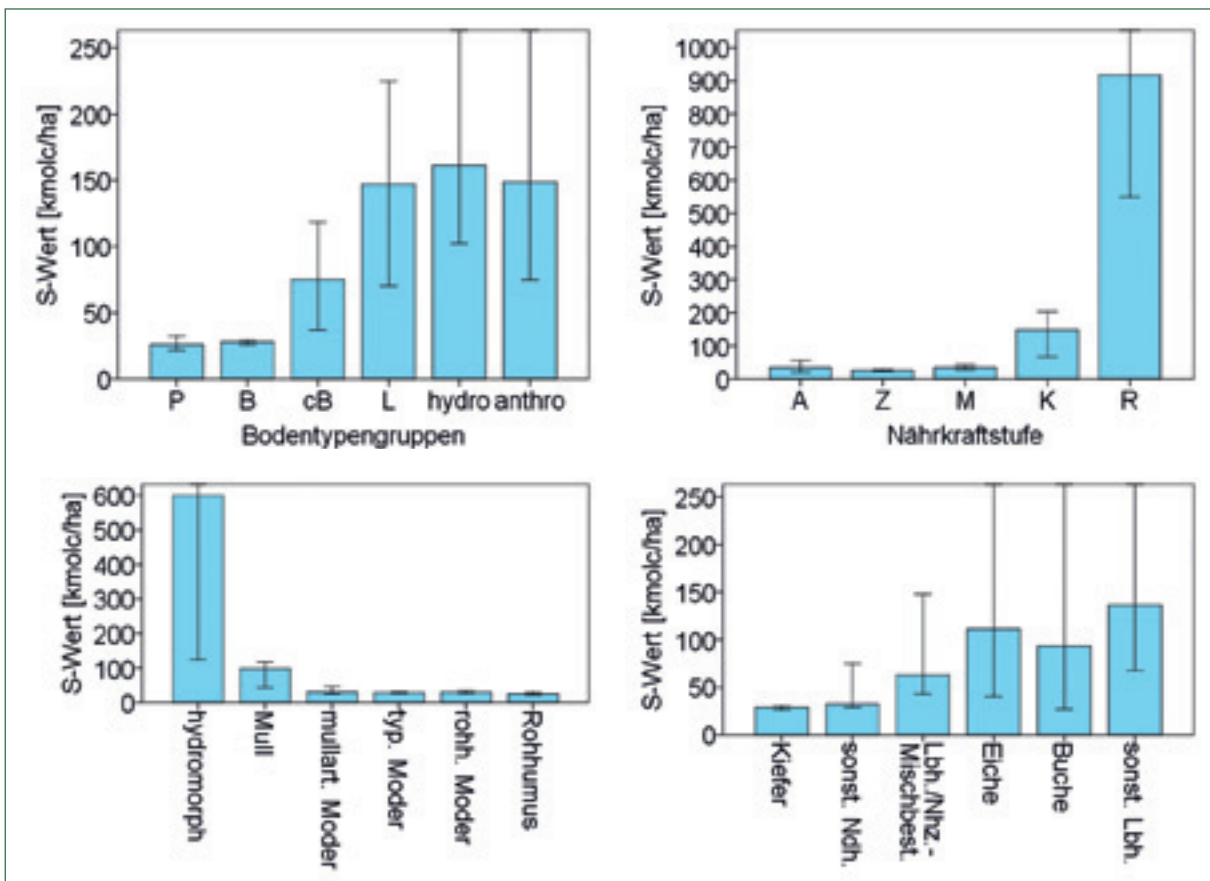 S-Wert [kmolc/ha]
250
200
150
100
50
0
P B cB L hydro anthro
Bodentypengruppen
S-Wert [kmolc/ha]
1000
900
800
700
600
500
400
300
200
100
0
A Z M K R
Nährkraftstufe
S-Wert [kmolc/ha]
600
500
400
300
200
100
0
hydromorph
Mull
mullart. Moder
typ. Moder
rohh. Moder
Rohhumus
S-Wert [kmolc/ha]
250
200
150
100
50
0
Kiefer
sonst. Ndh.
Lbh./Nhz.-
Mischbest.
Eiche
Buche
sonst. Lbh.